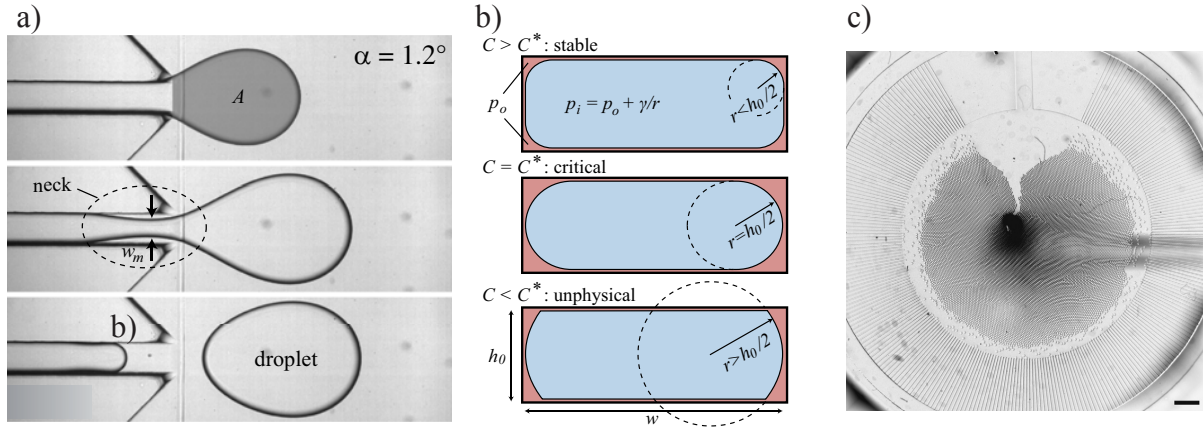 a)
α = 1.2°
A
neck
w_m
b)
droplet
b)
C > C*: stable
p_o
p_i = p_o + γ/r
r<h_0/2
C = C*: critical
r=h_0/2
C < C*: unphysical
h_0
r>h_0/2
w
c)